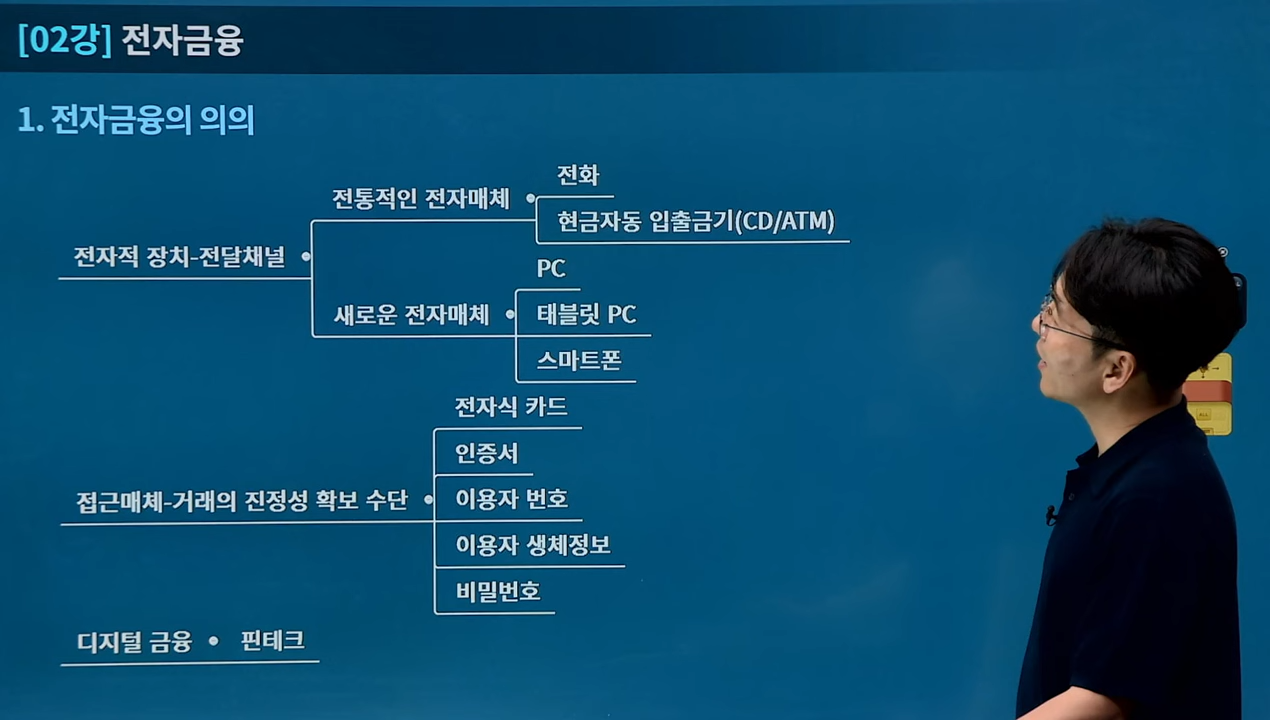 [02강] 전자금융
1. 전자금융의 의의
전화
전통적인 전자매체
현금자동 입출금기(CD/ATM)
전자적 장치-전달채널
PC
새로운 전자매체
태블릿 PC
스마트폰
전자식 카드
인증서
접근매체-거래의 진정성 확보 수단
이용자 번호
이용자 생체정보
비밀번호
디지털 금융
핀테크